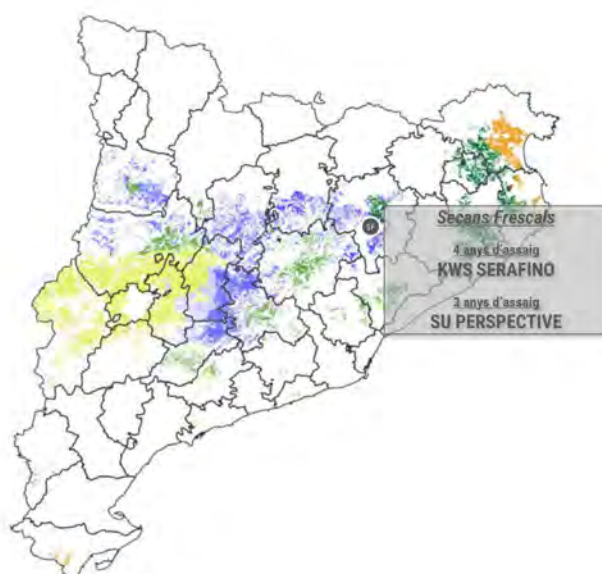 Secans Frescals
4 anys d'assaig
KWS SERAFINO
3 anys d'assaig
SU PERSPECTIVE